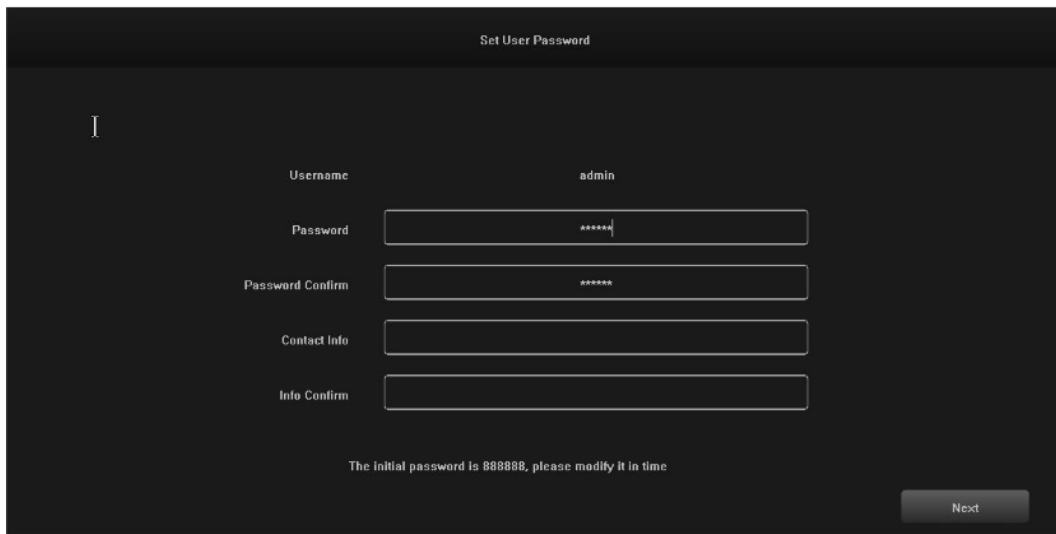 Set User Password
Username admin
Password ******
Password Confirm ******
Contact Info
Info Confirm
The initial password is 888888, please modify it in time
Next